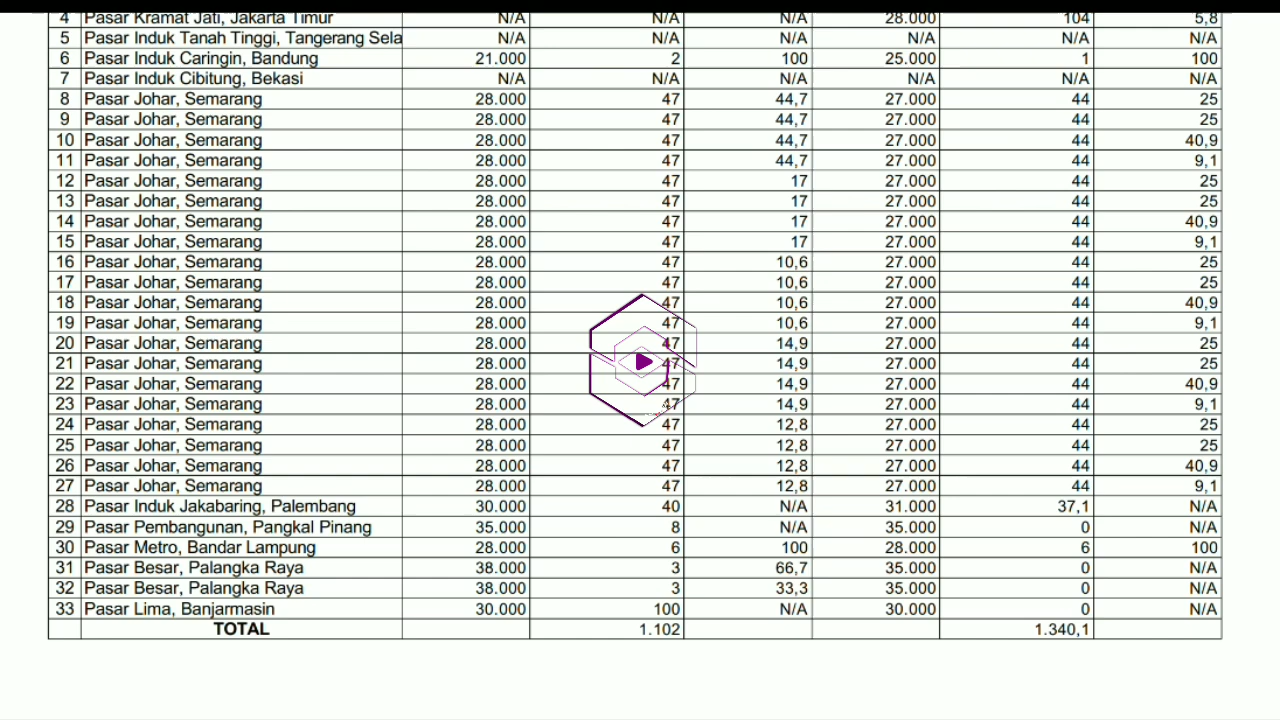 4 Pasar Kramat Jati, Jakarta Timur N/A N/A N/A 28.000 104 5,8
5 Pasar Induk Tanah Tinggi, Tangerang Sela N/A N/A N/A N/A N/A N/A
6 Pasar Induk Caringin, Bandung 21.000 2 100 25.000 1 100
7 Pasar Induk Cibitung, Bekasi N/A N/A N/A N/A N/A N/A
8 Pasar Johar, Semarang 28.000 47 44,7 27.000 44 25
9 Pasar Johar, Semarang 28.000 47 44,7 27.000 44 25
10 Pasar Johar, Semarang 28.000 47 44,7 27.000 44 40,9
11 Pasar Johar, Semarang 28.000 47 44,7 27.000 44 9,1
12 Pasar Johar, Semarang 28.000 47 17 27.000 44 25
13 Pasar Johar, Semarang 28.000 47 17 27.000 44 25
14 Pasar Johar, Semarang 28.000 47 17 27.000 44 40,9
15 Pasar Johar, Semarang 28.000 47 17 27.000 44 9,1
16 Pasar Johar, Semarang 28.000 47 10,6 27.000 44 25
17 Pasar Johar, Semarang 28.000 47 10,6 27.000 44 25
18 Pasar Johar, Semarang 28.000 47 10,6 27.000 44 40,9
19 Pasar Johar, Semarang 28.000 47 10,6 27.000 44 9,1
20 Pasar Johar, Semarang 28.000 47 14,9 27.000 44 25
21 Pasar Johar, Semarang 28.000 47 14,9 27.000 44 25
22 Pasar Johar, Semarang 28.000 47 14,9 27.000 44 40,9
23 Pasar Johar, Semarang 28.000 47 14,9 27.000 44 9,1
24 Pasar Johar, Semarang 28.000 47 12,8 27.000 44 25
25 Pasar Johar, Semarang 28.000 47 12,8 27.000 44 25
26 Pasar Johar, Semarang 28.000 47 12,8 27.000 44 40,9
27 Pasar Johar, Semarang 28.000 47 12,8 27.000 44 9,1
28 Pasar Induk Jakabaring, Palembang 30.000 40 N/A 31.000 37,1 N/A
29 Pasar Pembangunan, Pangkal Pinang 35.000 8 N/A 35.000 0 N/A
30 Pasar Metro, Bandar Lampung 28.000 6 100 28.000 6 100
31 Pasar Besar, Palangka Raya 38.000 3 66,7 35.000 0 N/A
32 Pasar Besar, Palangka Raya 38.000 3 33,3 35.000 0 N/A
33 Pasar Lima, Banjarmasin 30.000 100 N/A 30.000 0 N/A
TOTAL 1.102 1.340,1